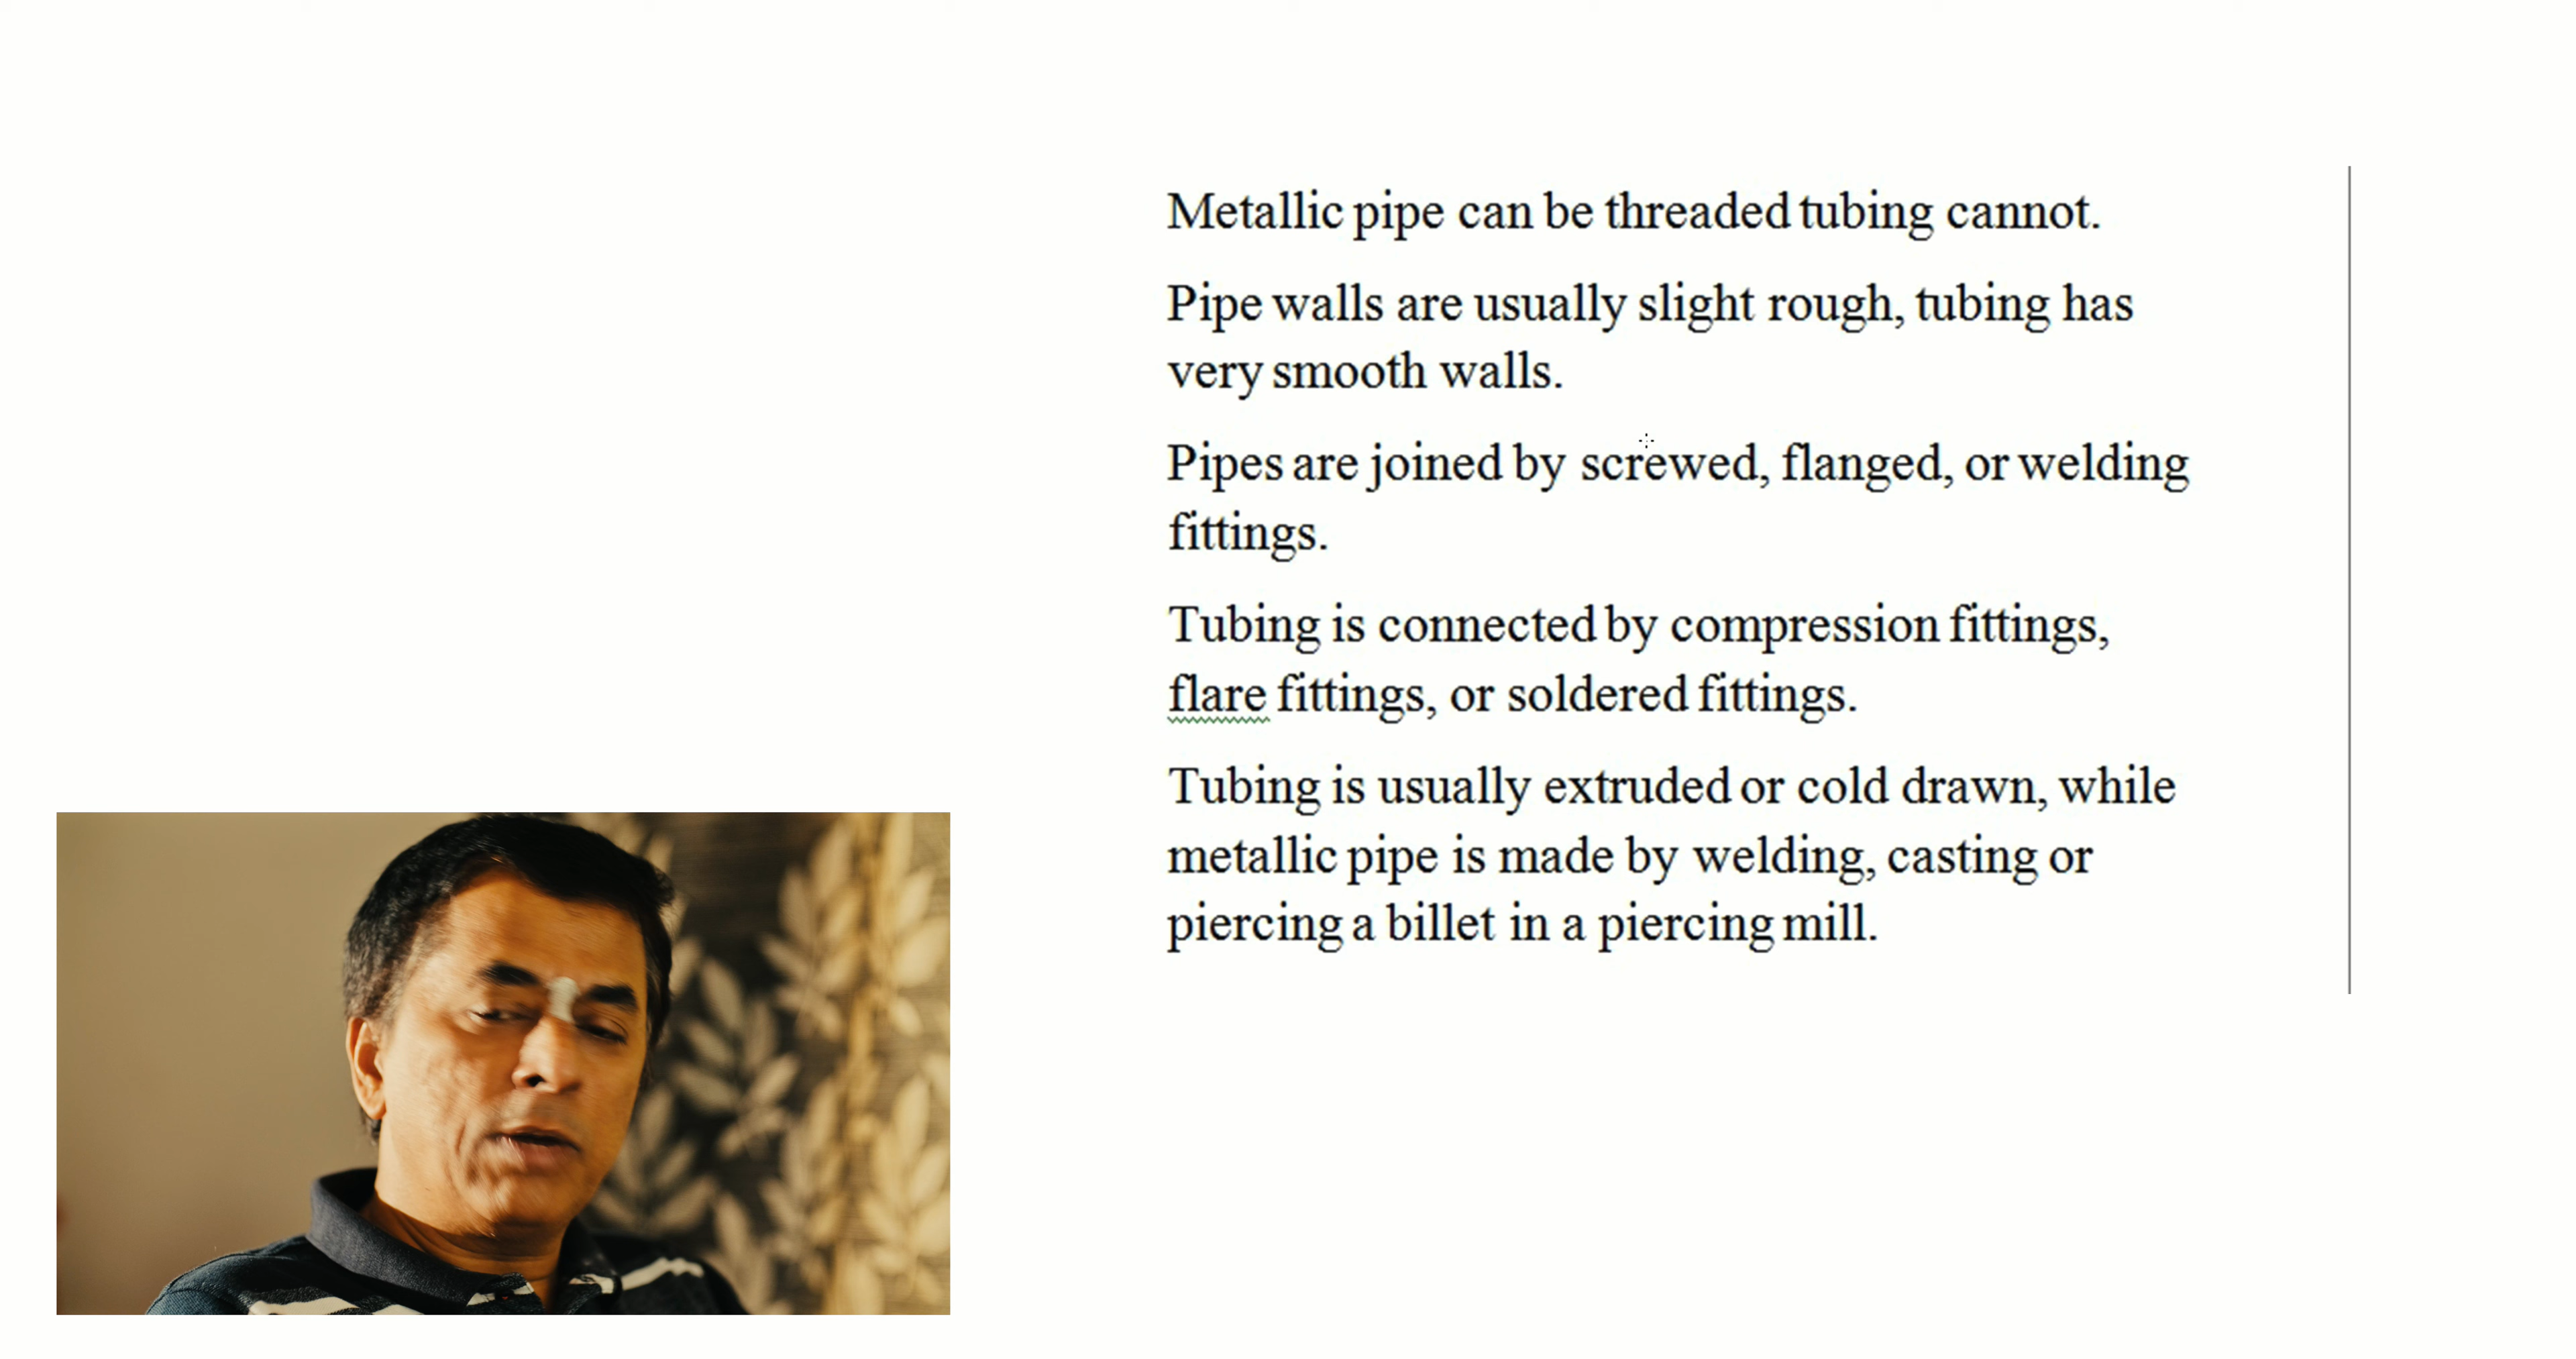 Metallic pipe can be threaded tubing cannot.
Pipe walls are usually slight rough, tubing has
very smooth walls.
Pipes are joined by screwed, flanged, or welding
fittings.
Tubing is connected by compression fittings,
flare fittings, or soldered fittings.
Tubing is usually extruded or cold drawn, while
metallic pipe is made by welding, casting or
piercing a billet in a piercing mill.